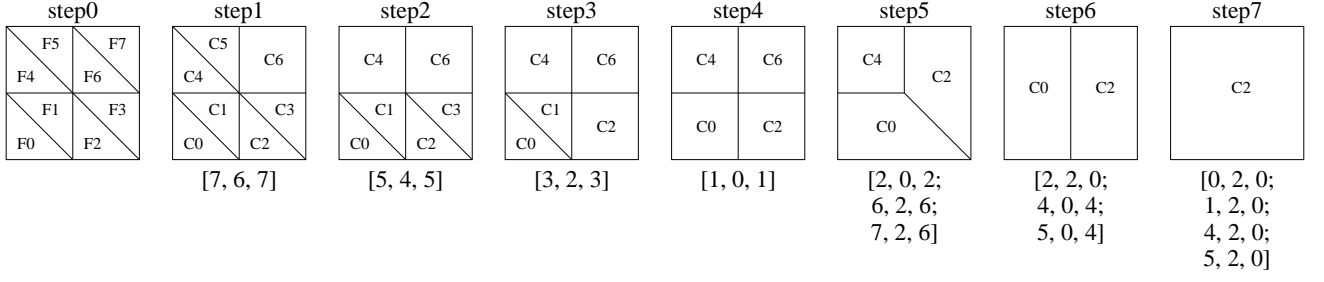 step0 step1 step2 step3 step4 step5 step6 step7
F5 F7 F4 F6 F1 F3 F0 F2
C5 C6 C4 C1 C3 C0 C2
C4 C6 C1 C3 C0 C2
C4 C6 C1 C2 C0
C4 C6 C0 C2
C4 C2 C0
C0 C2
C2
[7, 6, 7]
[5, 4, 5]
[3, 2, 3]
[1, 0, 1]
[2, 0, 2;
6, 2, 6;
7, 2, 6]
[2, 2, 0;
4, 0, 4;
5, 0, 4]
[0, 2, 0;
1, 2, 0;
4, 2, 0;
5, 2, 0]